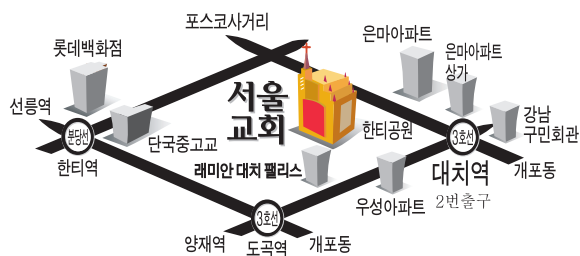 포스코사거리
은마아파트
롯데백화점
은마아파트
상가
서울
교회
선릉역
강남
구민회관
분당선
단국중고교
한티공원
3호선
한티역
래미안 대치 팰리스
대치역
개포동
2번출구
우성아파트
3호선
양재역
도곡역
개포동